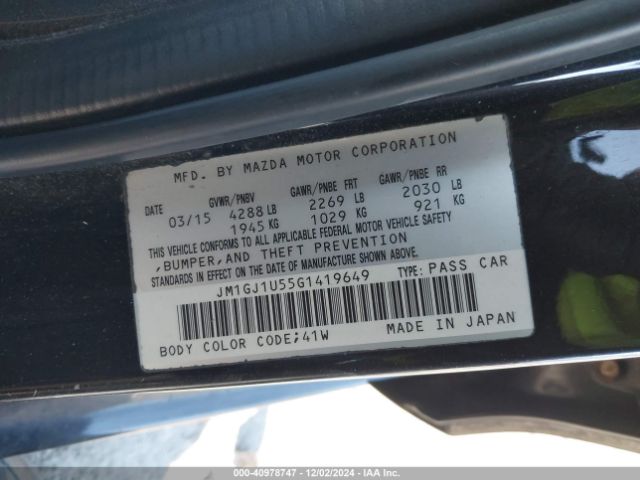 MFD. BY MAZDA MOTOR CORPORATION
DATE GVWR/PNBV GAWR/PNBE FRT GAWR/PNBE RR
03/15 4288 LB 2269 LB 2030 LB
1945 KG 1029 KG 921 KG
THIS VEHICLE CONFORMS TO ALL APPLICABLE FEDERAL MOTOR VEHICLE SAFETY
,BUMPER,AND THEFT PREVENTION
STANDARDS IN EFFECT ON THE DATE OF MANUFACTURE SHOWN ABOVE.
JM1GJ1U55G1419649 TYPE: PASS CAR
BODY COLOR CODE;41W MADE IN JAPAN
000-40978747 - 12/02/2024 - IAA Inc.